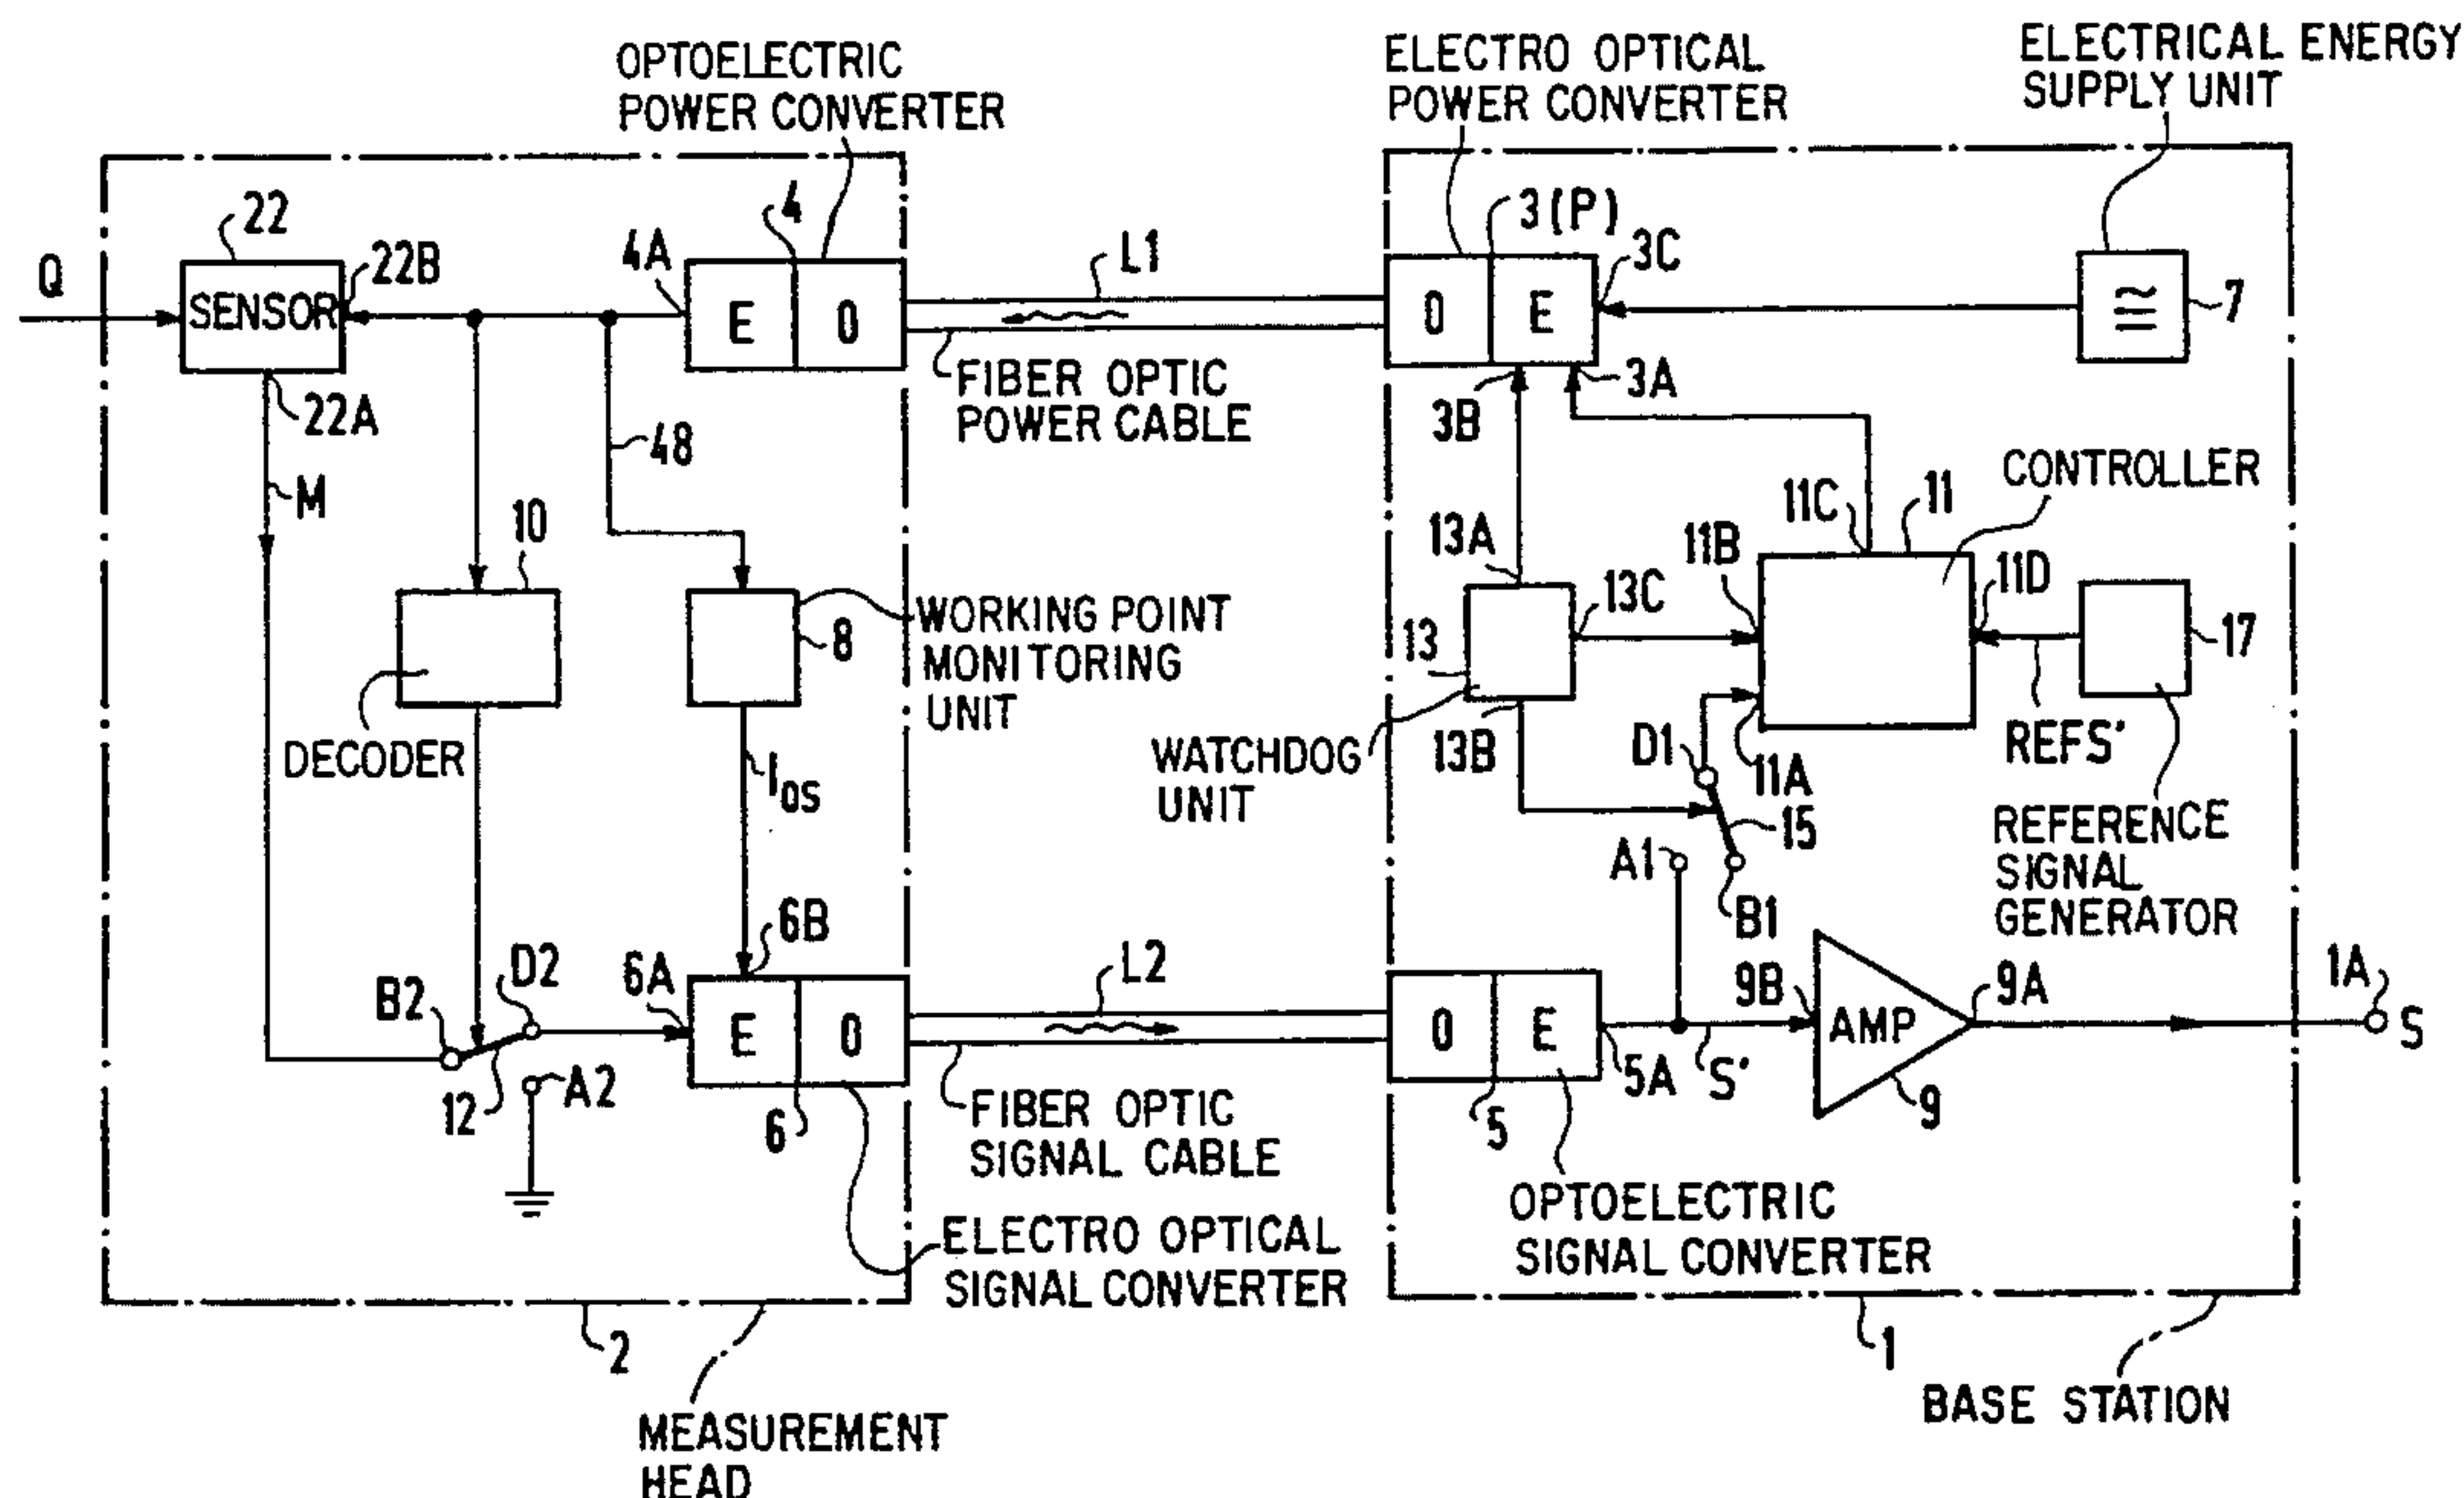 OPTOELECTRIC
POWER CONVERTER
ELECTRO OPTICAL
POWER CONVERTER
ELECTRICAL ENERGY
SUPPLY UNIT
22
4
3(P)
Q
22B
4A
L1
3C
SENSOR
E
O
O
E
7
22A
FIBER OPTIC
POWER CABLE
3B
3A
48
M
CONTROLLER
10
11C
11
13A
11B
11D
13C
WORKING POINT
MONITORING
UNIT
8
13
17
DECODER
I0S
WATCHDOG
UNIT
13B
D1
11A
REFS'
15
A1
B1
REFERENCE
SIGNAL
GENERATOR
6B
B2
D2
6A
L2
9B
9A
1A
E
O
O
E
AMP
S
12
A2
6
FIBER OPTIC
SIGNAL CABLE
5
5A
S'
9
ELECTRO OPTICAL
SIGNAL CONVERTER
OPTOELECTRIC
SIGNAL CONVERTER
2
1
MEASUREMENT
HEAD
BASE STATION